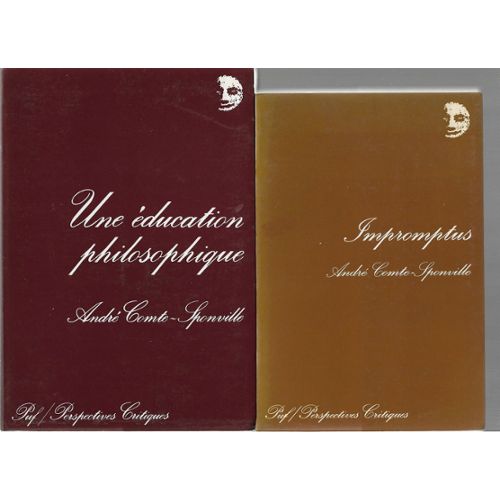 Une éducation
philosophique
André Comte-Sponville
Puf/Perspectives Critiques
Impromptus
André Comte-Sponville
Puf/Perspectives Critiques